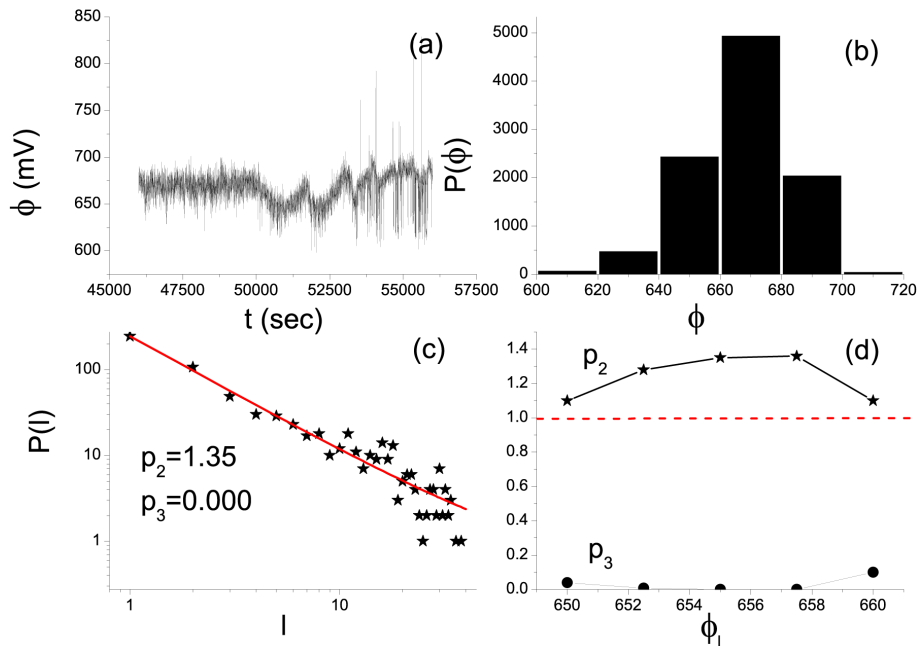 (a)
850
800
750
700
650
600
ϕ (mV)
45000 47500 50000 52500 55000 57500
t (sec)
(b)
5000
4000
3000
2000
1000
0
P(ϕ)
600 620 640 660 680 700 720
ϕ
(c)
100
10
1
P(l)
p2=1.35
p3=0.000
1 10
l
(d)
1.4
1.2
1.0
0.8
0.6
0.4
0.2
0.0
p2
p3
650 652 654 656 658 660
ϕl